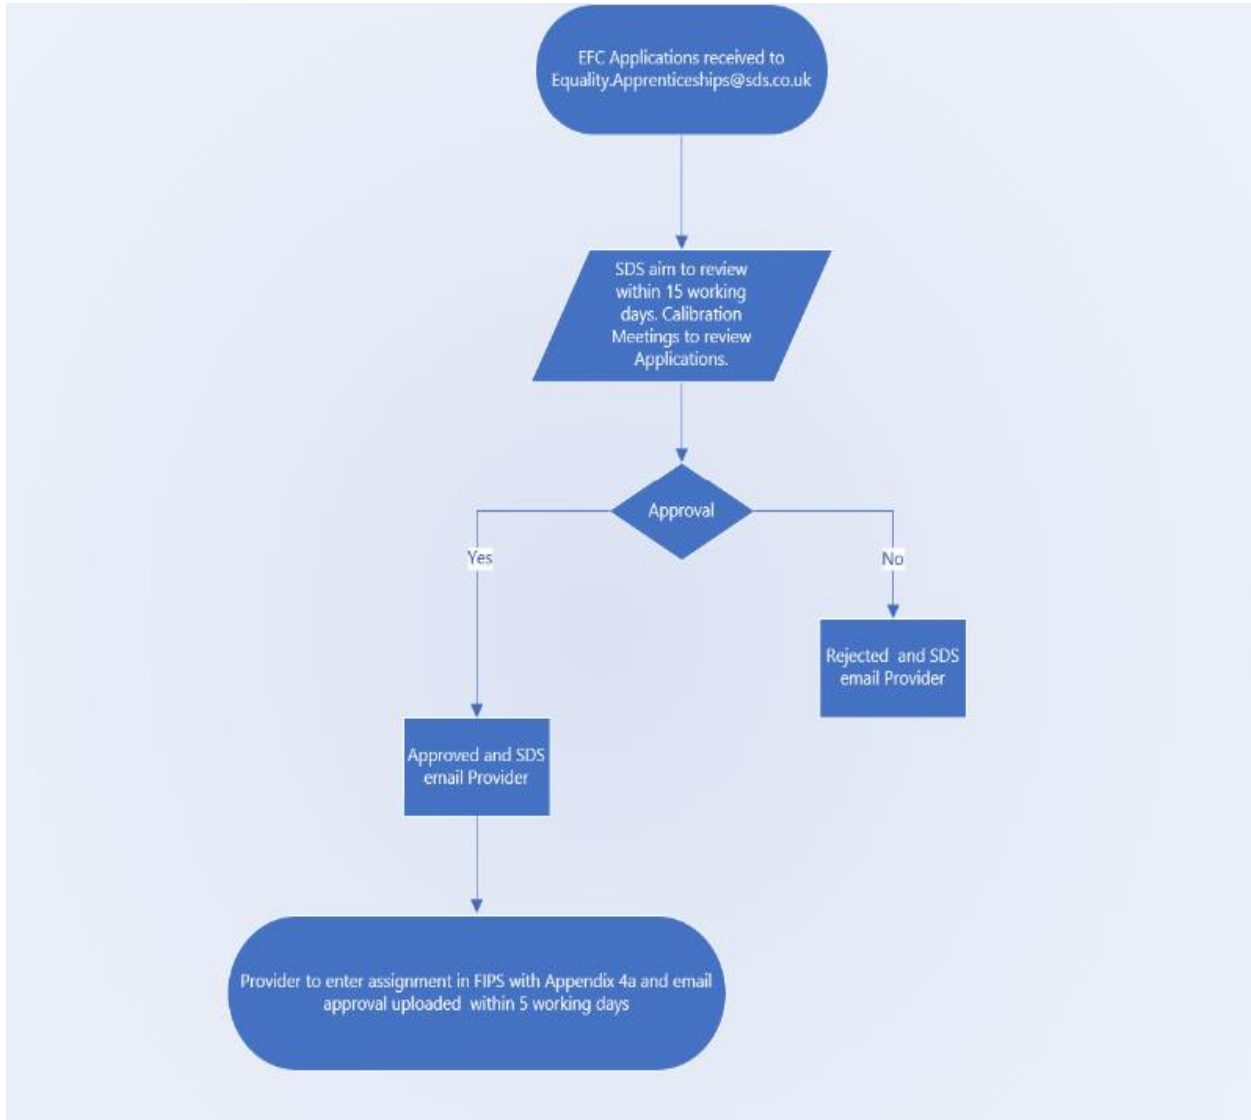 EFC Applications received to
Equality.Apprenticeships@sds.co.uk
SDS aim to review
within 15 working
days. Calibration
Meetings to review
Applications.
Approval
Yes
No
Rejected and SDS
email Provider
Approved and SDS
email Provider
Provider to enter assignment in FIPS with Appendix 4a and email
approval uploaded within 5 working days